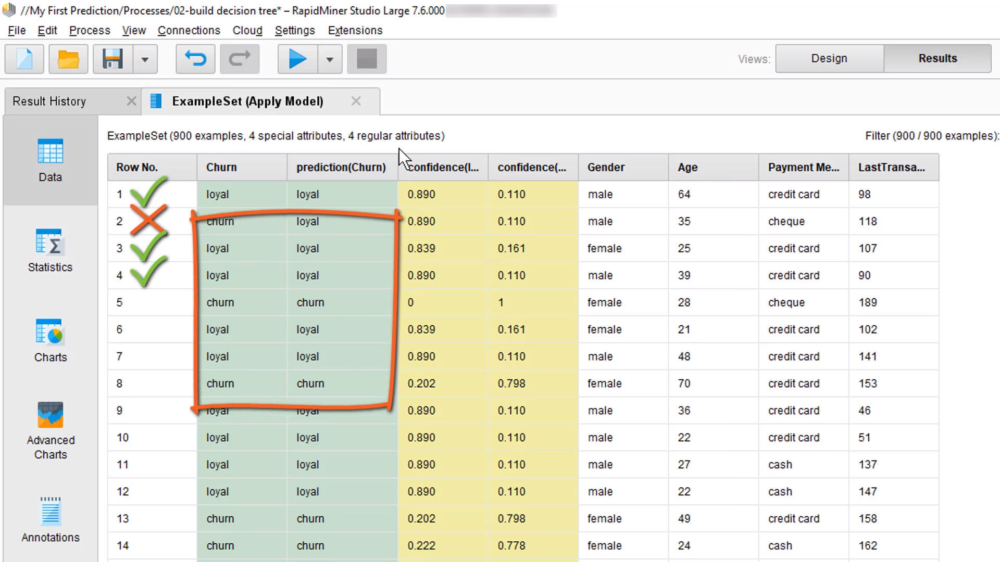 //My First Prediction/Processes/02-build decision tree* – RapidMiner Studio Large 7.6.000
File Edit Process View Connections Cloud Settings Extensions
Views: Design Results
Result History ExampleSet (Apply Model)
ExampleSet (900 examples, 4 special attributes, 4 regular attributes) Filter (900 / 900 examples):
Row No. Churn prediction(Churn) confidence(l... confidence(... Gender Age Payment Me... LastTransa...
1 loyal loyal 0.890 0.110 male 64 credit card 98
2 churn loyal 0.890 0.110 male 35 cheque 118
3 loyal loyal 0.839 0.161 female 25 credit card 107
4 loyal loyal 0.890 0.110 male 39 credit card 90
5 churn churn 0 1 female 28 cheque 189
6 loyal loyal 0.839 0.161 female 21 credit card 102
7 loyal loyal 0.890 0.110 male 48 credit card 141
8 churn churn 0.202 0.798 female 70 credit card 153
9 loyal loyal 0.890 0.110 male 36 credit card 46
10 loyal loyal 0.890 0.110 male 22 credit card 51
11 loyal loyal 0.890 0.110 male 27 cash 137
12 loyal loyal 0.890 0.110 male 22 cash 147
13 churn churn 0.202 0.798 female 49 credit card 158
14 churn churn 0.222 0.778 female 24 cash 162
Data
Statistics
Charts
Advanced
Charts
Annotations